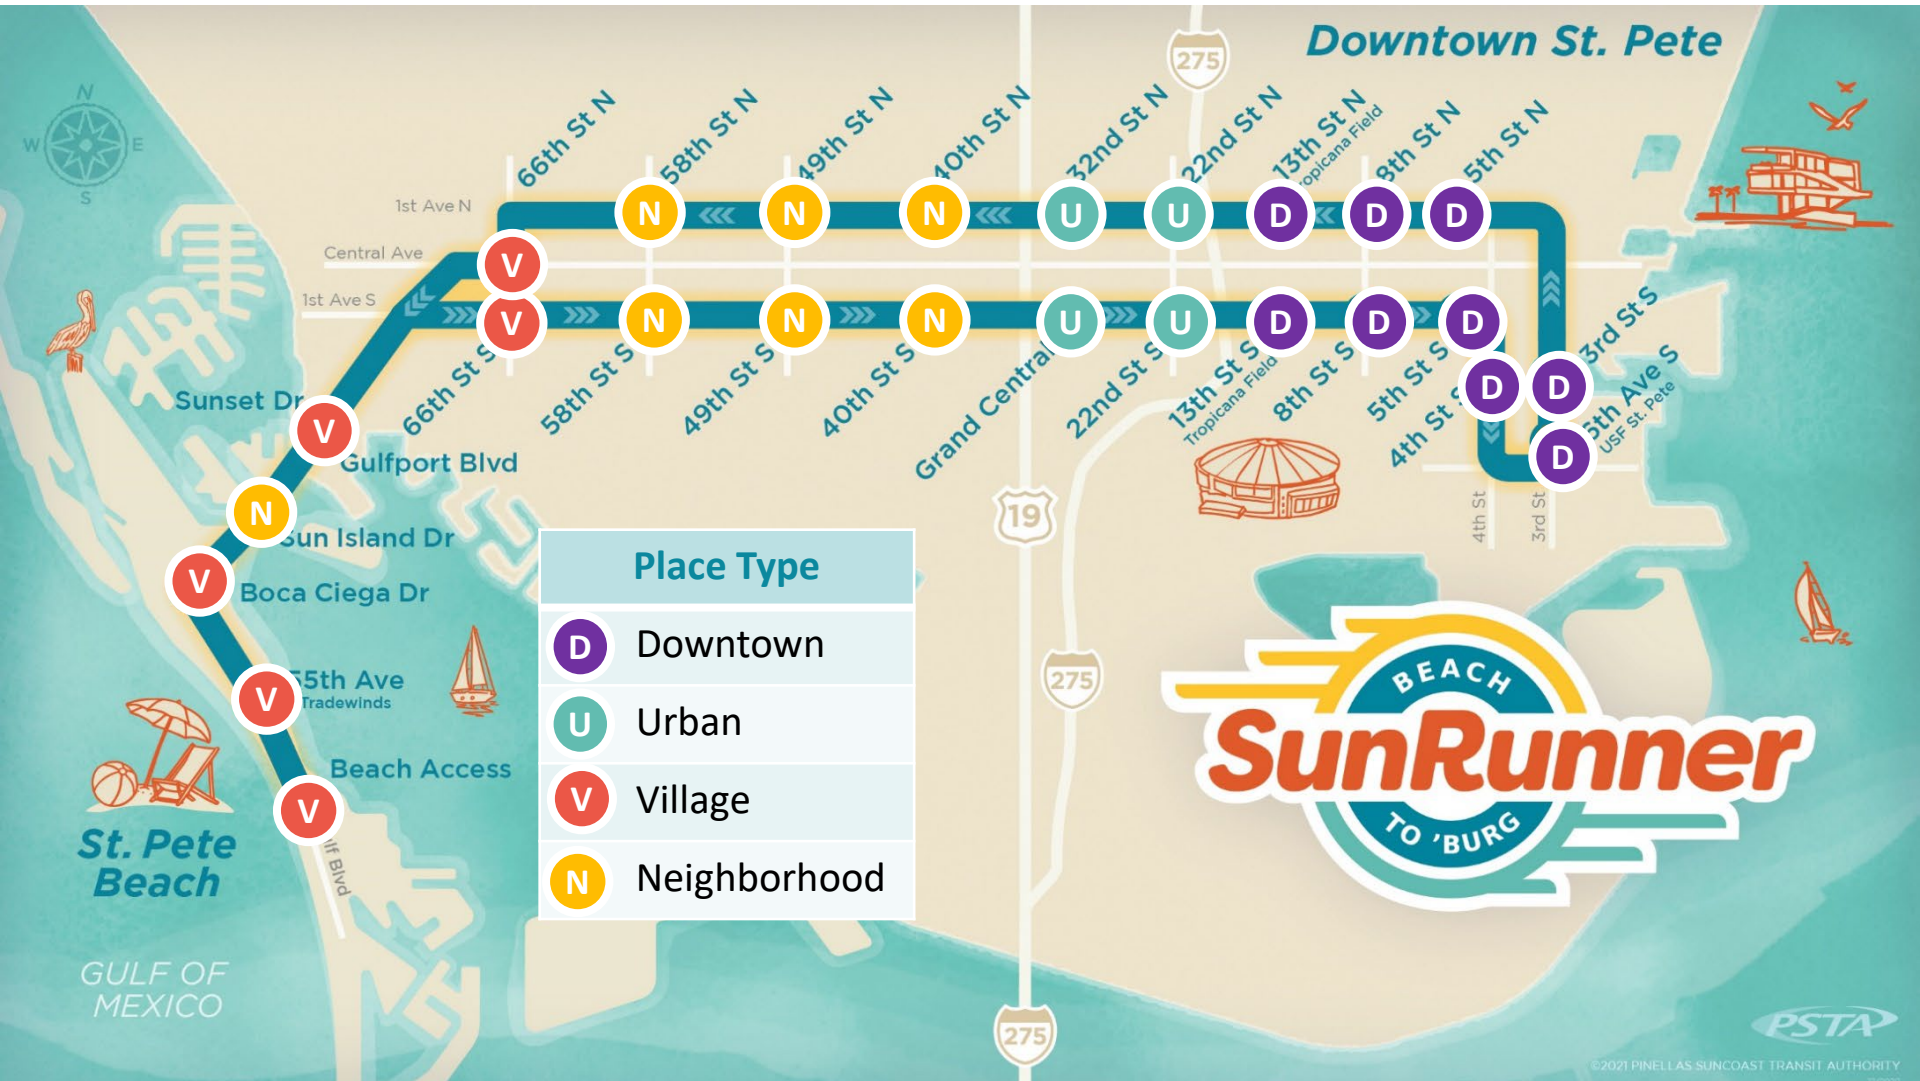 Downtown St. Pete
275
N
W E
S
66th St N
58th St N
49th St N
40th St N
32nd St N
22nd St N
13th St N
Tropicana Field
8th St N
5th St N
1st Ave N
N
N
N
U
U
D
D
D
Central Ave
V
1st Ave S
V
N
N
N
U
U
D
D
D
66th St S
58th St S
49th St S
40th St S
Grand Central
22nd St S
13th St S
Tropicana Field
8th St S
5th St S
4th St S
D
D
3rd St S
D
5th Ave S
USF St. Pete
4th St
3rd St
Sunset Dr
V
Gulfport Blvd
N
Sun Island Dr
V
Boca Ciega Dr
V
55th Ave
Tradewinds
Beach Access
V
lf Blvd
St. Pete
Beach
GULF OF
MEXICO
19
275
275
Place Type
D Downtown
U Urban
V Village
N Neighborhood
BEACH
SunRunner
TO 'BURG
PSTA
©2021 PINELLAS SUNCOAST TRANSIT AUTHORITY